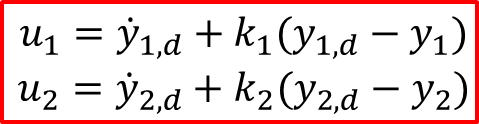 u₁ = ẏ₁,d + k₁(y₁,d − y₁)
u₂ = ẏ₂,d + k₂(y₂,d − y₂)